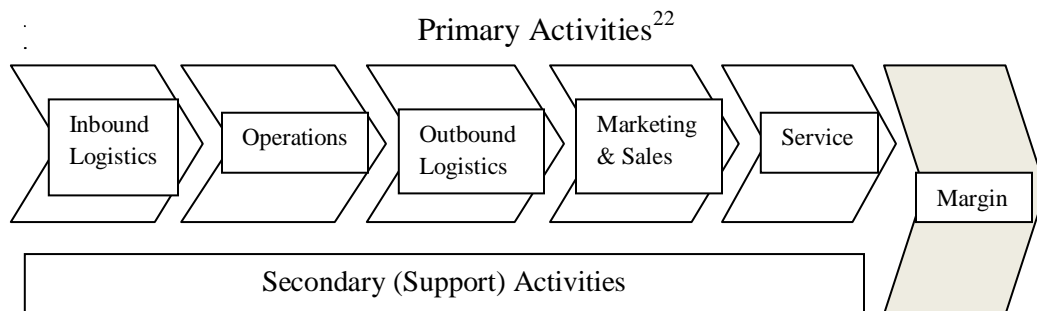 Primary Activities22
Inbound
Logistics
Operations
Outbound
Logistics
Marketing
& Sales
Service
Margin
Secondary (Support) Activities